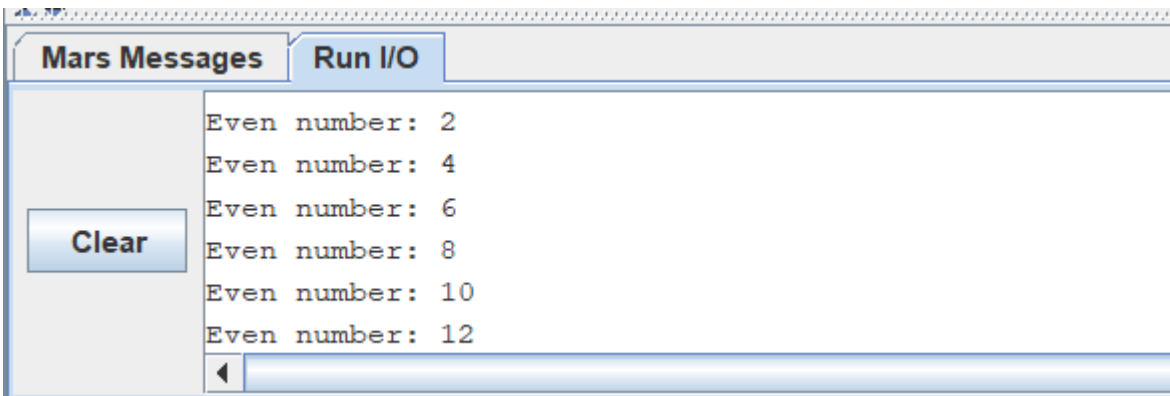 Mars Messages Run I/O
Even number: 2
Even number: 4
Even number: 6
Clear
Even number: 8
Even number: 10
Even number: 12